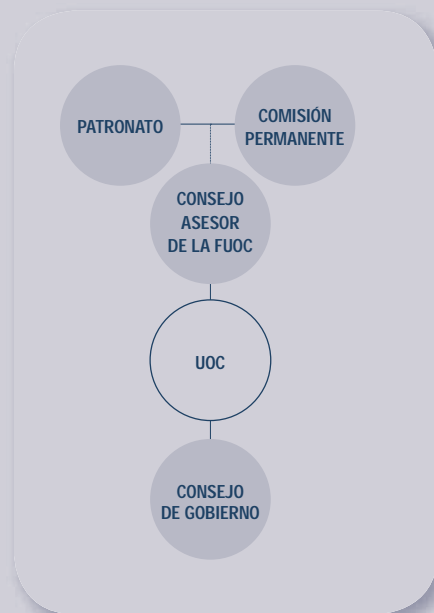 PATRONATO
COMISIÓN
PERMANENTE
CONSEJO
ASESOR
DE LA FUOC
UOC
CONSEJO
DE GOBIERNO